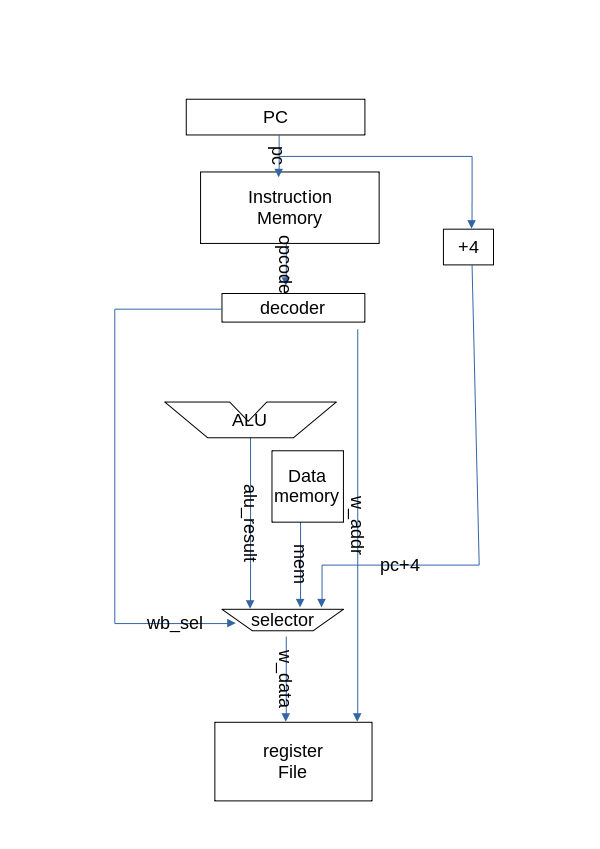 PC
pc
Instruction
Memory
+4
opcode
decoder
ALU
Data
memory
alu_result
w_addr
mem
pc+4
wb_sel
selector
w_data
register
File